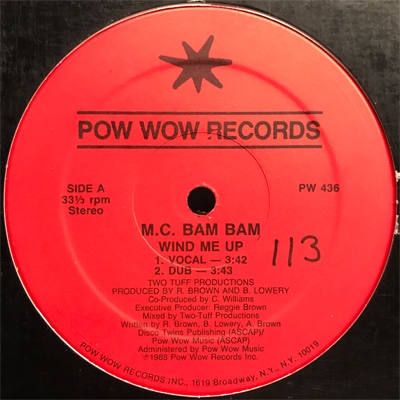 POW WOW RECORDS
SIDE A
33⅓ rpm
Stereo
PW 436
M.C. BAM BAM
WIND ME UP
1. VOCAL — 3:42
2. DUB — 3:43
113
TWO TUFF PRODUCTIONS
PRODUCED BY R. BROWN AND B. LOWERY
Co-Produced by C. Williams
Executive Producer: Reggie Brown
Mixed by Two-Tuff Productions
Written by R. Brown, B. Lowery, A. Brown
Disco Twins Publishing (ASCAP)/
Pow Wow Music (ASCAP)
Administered by Pow Wow Music
℗1988 Pow Wow Records Inc.
POW WOW RECORDS INC., 1619 Broadway, N.Y., N.Y. 10019